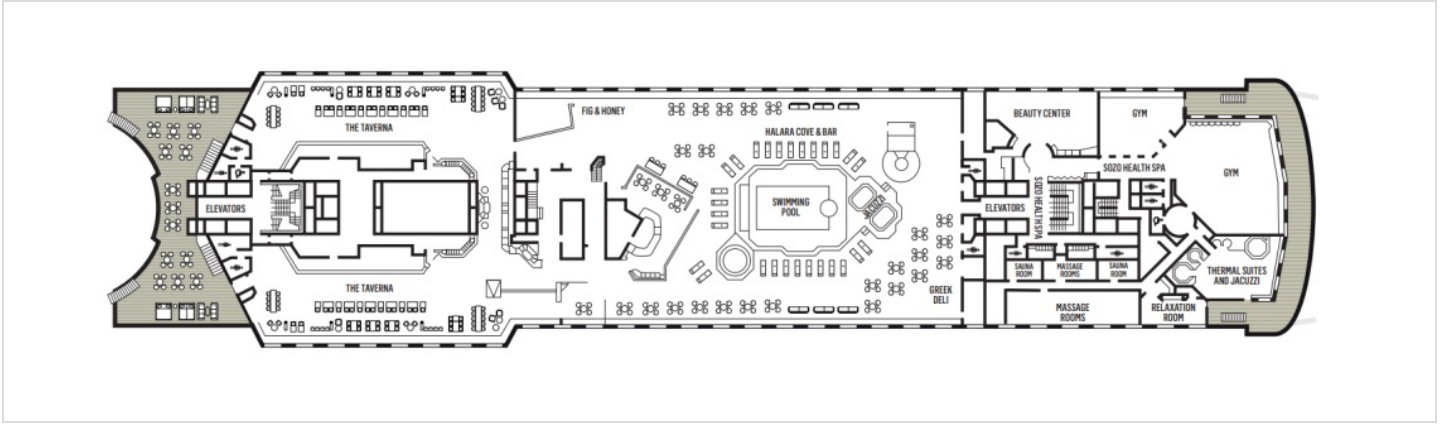 THE TAVERNA
ELEVATORS
THE TAVERNA
FIG & HONEY
HALARA COVE & BAR
SWIMMING
POOL
JACUZZI
GREEK
DELI
BEAUTY CENTER
GYM
SOZO HEALTH SPA
GYM
ELEVATORS
SOZO HEALTH SPA
SAUNA
ROOM
MASSAGE
ROOMS
SAUNA
ROOM
THERMAL SUITES
AND JACUZZI
MASSAGE
ROOMS
RELAXATION
ROOM